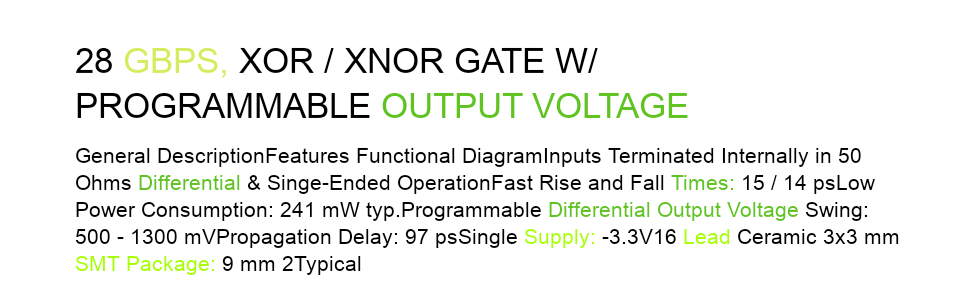 28 GBPS, XOR / XNOR GATE W/
PROGRAMMABLE OUTPUT VOLTAGE
General DescriptionFeatures Functional DiagramInputs Terminated Internally in 50
Ohms Differential & Singe-Ended OperationFast Rise and Fall Times: 15 / 14 psLow
Power Consumption: 241 mW typ.Programmable Differential Output Voltage Swing:
500 - 1300 mVPropagation Delay: 97 psSingle Supply: -3.3V16 Lead Ceramic 3x3 mm
SMT Package: 9 mm 2Typical